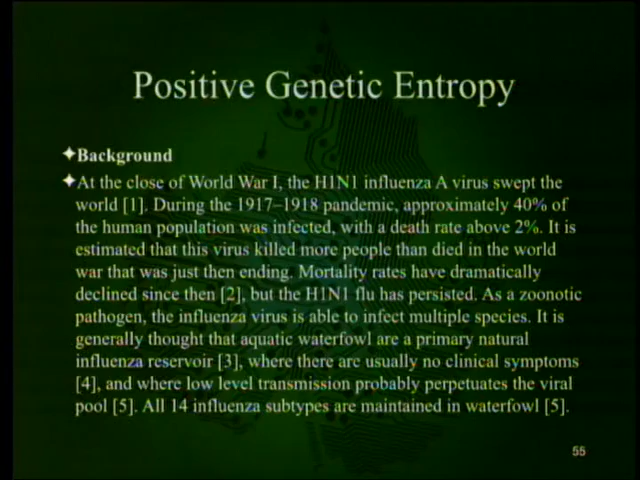 Positive Genetic Entropy
✦Background
✦At the close of World War I, the H1N1 influenza A virus swept the
world [1]. During the 1917–1918 pandemic, approximately 40% of
the human population was infected, with a death rate above 2%. It is
estimated that this virus killed more people than died in the world
war that was just then ending. Mortality rates have dramatically
declined since then [2], but the H1N1 flu has persisted. As a zoonotic
pathogen, the influenza virus is able to infect multiple species. It is
generally thought that aquatic waterfowl are a primary natural
influenza reservoir [3], where there are usually no clinical symptoms
[4], and where low level transmission probably perpetuates the viral
pool [5]. All 14 influenza subtypes are maintained in waterfowl [5].
55